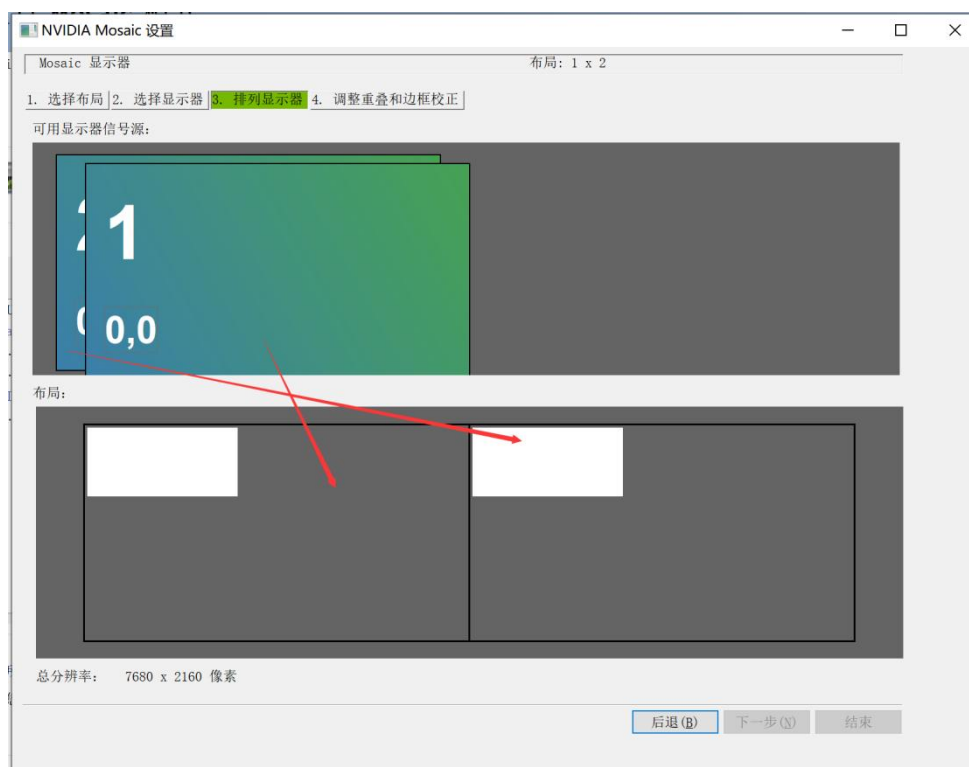 NVIDIA Mosaic 设置
Mosaic 显示器 布局: 1 x 2
1. 选择布局 2. 选择显示器 3. 排列显示器 4. 调整重叠和边框校正
可用显示器信号源:
1
0,0
布局:
总分辨率: 7680 x 2160 像素
后退(B) 下一步(N) 结束